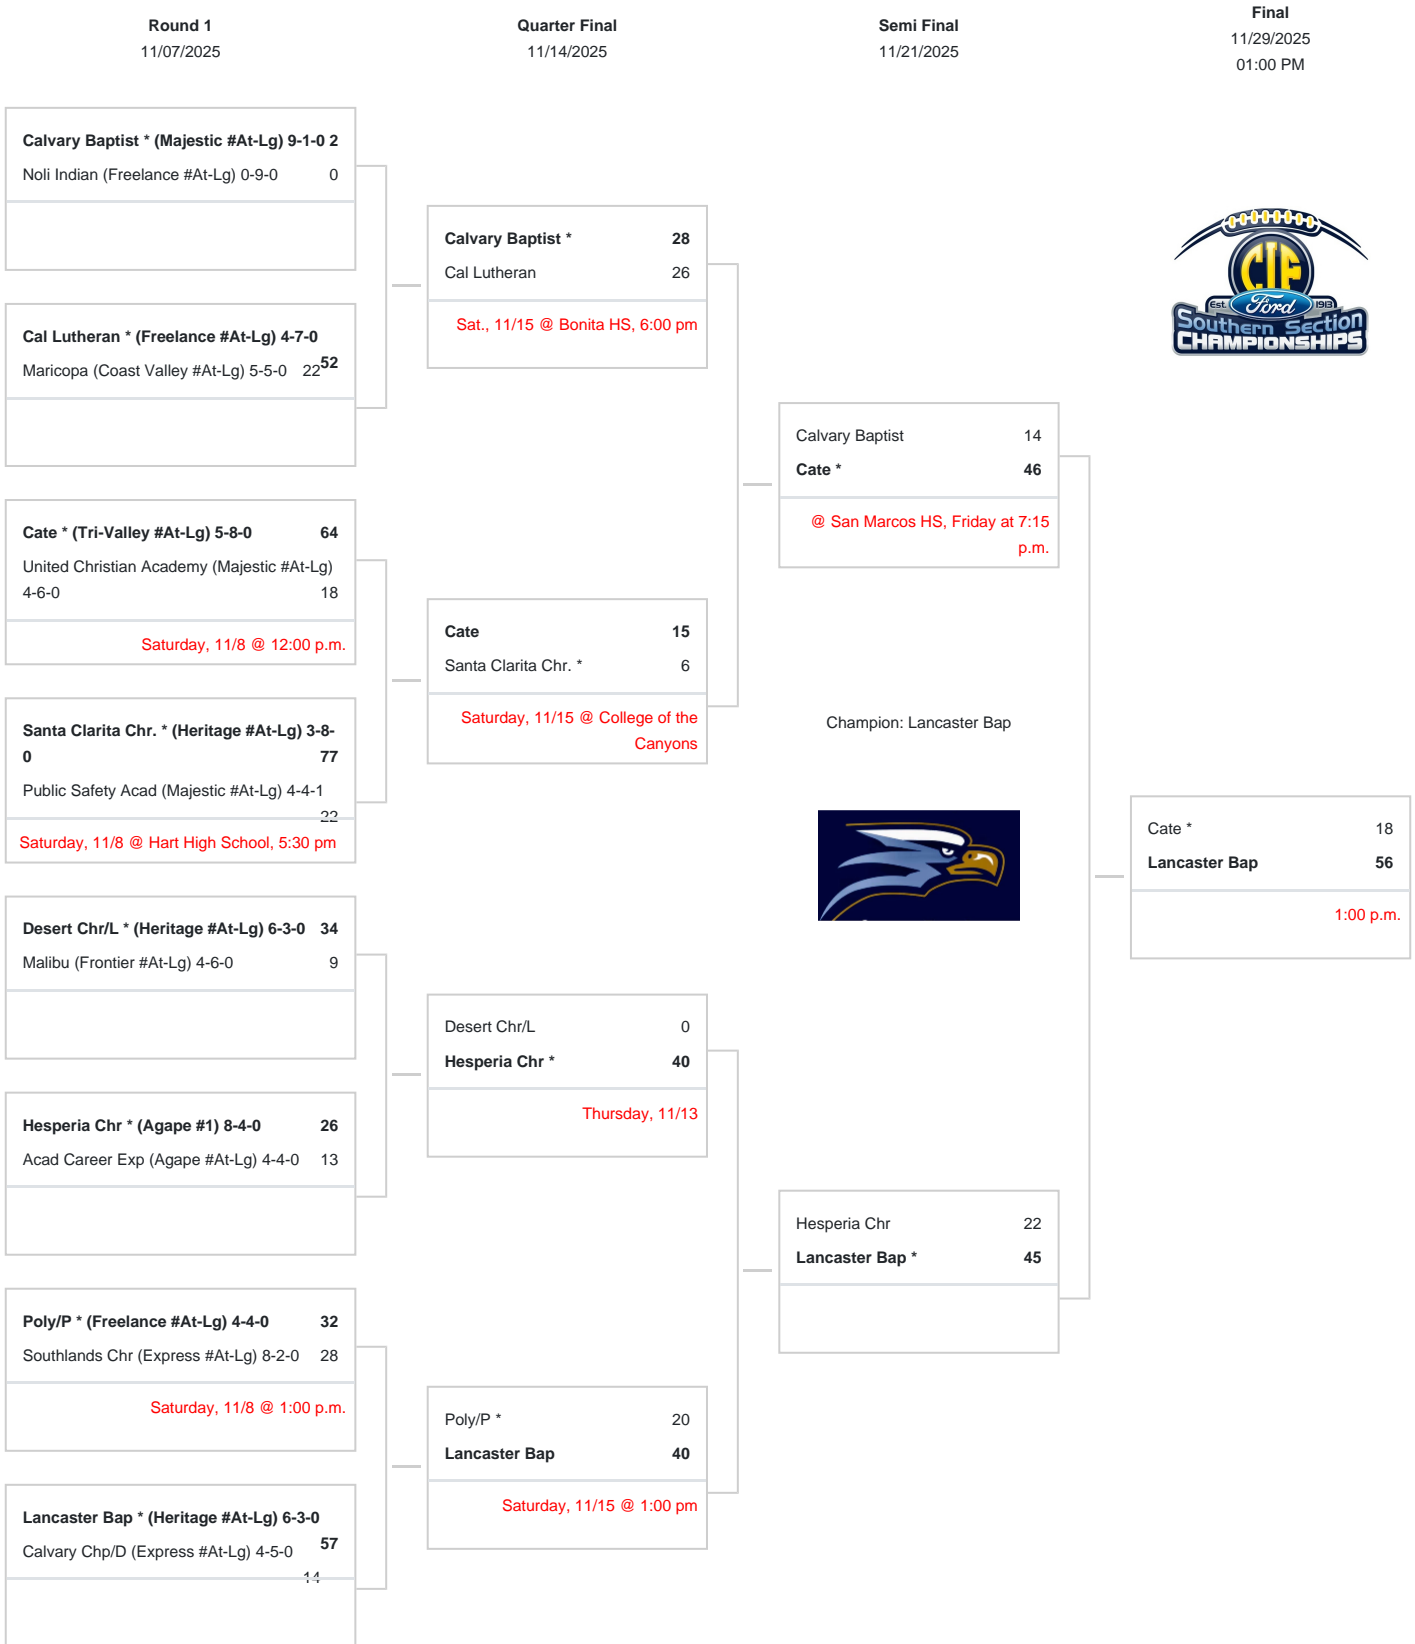 Round 1
11/07/2025
Quarter Final
11/14/2025
Semi Final
11/21/2025
Final
11/29/2025
01:00 PM
Calvary Baptist * (Majestic #At-Lg) 9-1-0 2
Noli Indian (Freelance #At-Lg) 0-9-0 0
Cal Lutheran * (Freelance #At-Lg) 4-7-0
52
Maricopa (Coast Valley #At-Lg) 5-5-0 22
Cate * (Tri-Valley #At-Lg) 5-8-0 64
United Christian Academy (Majestic #At-Lg)
4-6-0 18
Saturday, 11/8 @ 12:00 p.m.
Santa Clarita Chr. * (Heritage #At-Lg) 3-8-
0 77
Public Safety Acad (Majestic #At-Lg) 4-4-1
22
Saturday, 11/8 @ Hart High School, 5:30 pm
Desert Chr/L * (Heritage #At-Lg) 6-3-0 34
Malibu (Frontier #At-Lg) 4-6-0 9
Hesperia Chr * (Agape #1) 8-4-0 26
Acad Career Exp (Agape #At-Lg) 4-4-0 13
Poly/P * (Freelance #At-Lg) 4-4-0 32
Southlands Chr (Express #At-Lg) 8-2-0 28
Saturday, 11/8 @ 1:00 p.m.
Lancaster Bap * (Heritage #At-Lg) 6-3-0
57
Calvary Chp/D (Express #At-Lg) 4-5-0
14
Calvary Baptist * 28
Cal Lutheran 26
Sat., 11/15 @ Bonita HS, 6:00 pm
Cate 15
Santa Clarita Chr. * 6
Saturday, 11/15 @ College of the
Canyons
Desert Chr/L 0
Hesperia Chr * 40
Thursday, 11/13
Poly/P * 20
Lancaster Bap 40
Saturday, 11/15 @ 1:00 pm
Calvary Baptist 14
Cate * 46
@ San Marcos HS, Friday at 7:15
p.m.
Champion: Lancaster Bap
Hesperia Chr 22
Lancaster Bap * 45
CIF
Est. Ford 1913
Southern Section
CHAMPIONSHIPS
Cate * 18
Lancaster Bap 56
1:00 p.m.